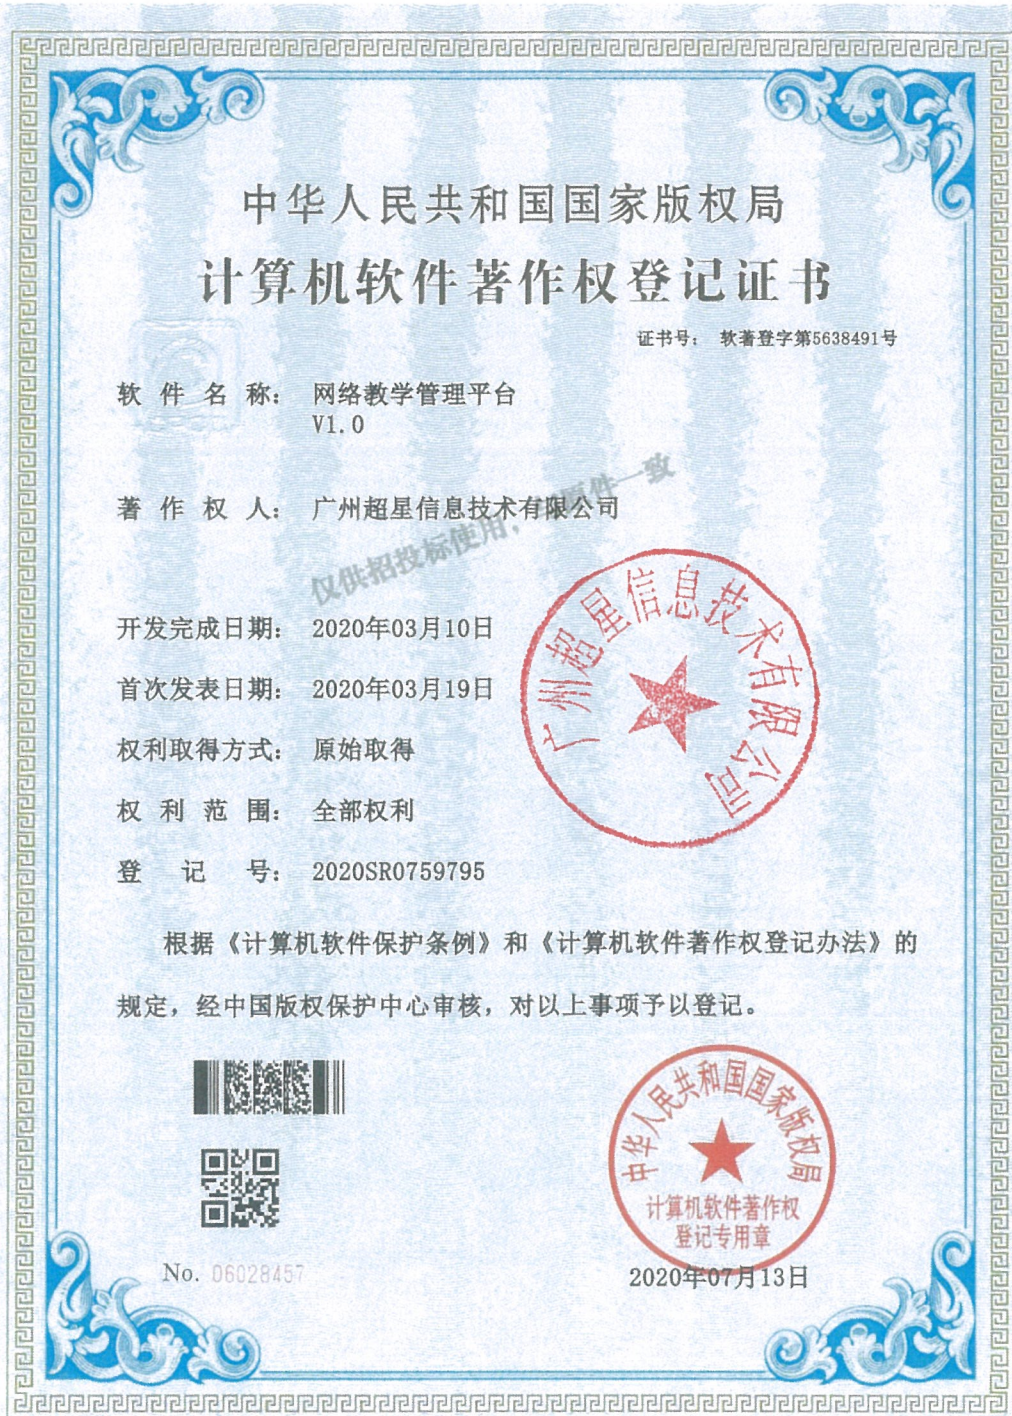 中华人民共和国国家版权局
计算机软件著作权登记证书
证书号： 软著登字第5638491号
软件名称： 网络教学管理平台
V1.0
著作权人： 广州超星信息技术有限公司
仅供招投标使用，与原件一致
开发完成日期： 2020年03月10日
首次发表日期： 2020年03月19日
权利取得方式： 原始取得
权利范围： 全部权利
登记号： 2020SR0759795
广州超星信息技术有限公司
根据《计算机软件保护条例》和《计算机软件著作权登记办法》的
规定，经中国版权保护中心审核，对以上事项予以登记。
中华人民共和国国家版权局
计算机软件著作权
登记专用章
No. 06028457
2020年07月13日